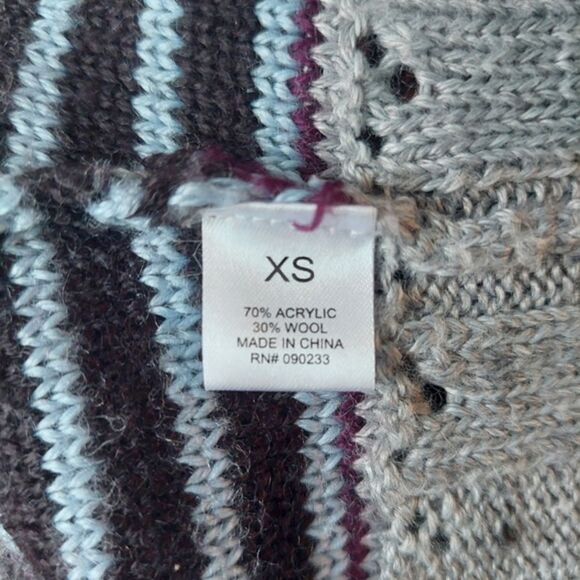 XS
70% ACRYLIC
30% WOOL
MADE IN CHINA
RN# 090233